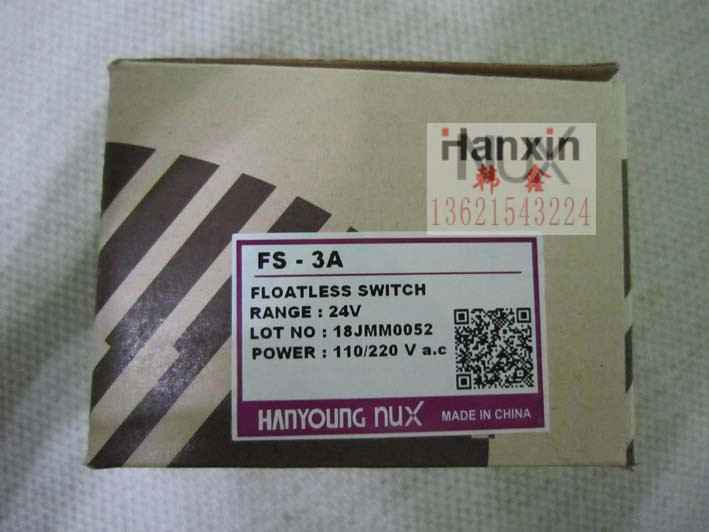 Hanxin
NUX
韩鑫
13621543224
FS - 3A
FLOATLESS SWITCH
RANGE : 24V
LOT NO : 18JMM0052
POWER : 110/220 V a.c
HANYOUNG nux MADE IN CHINA